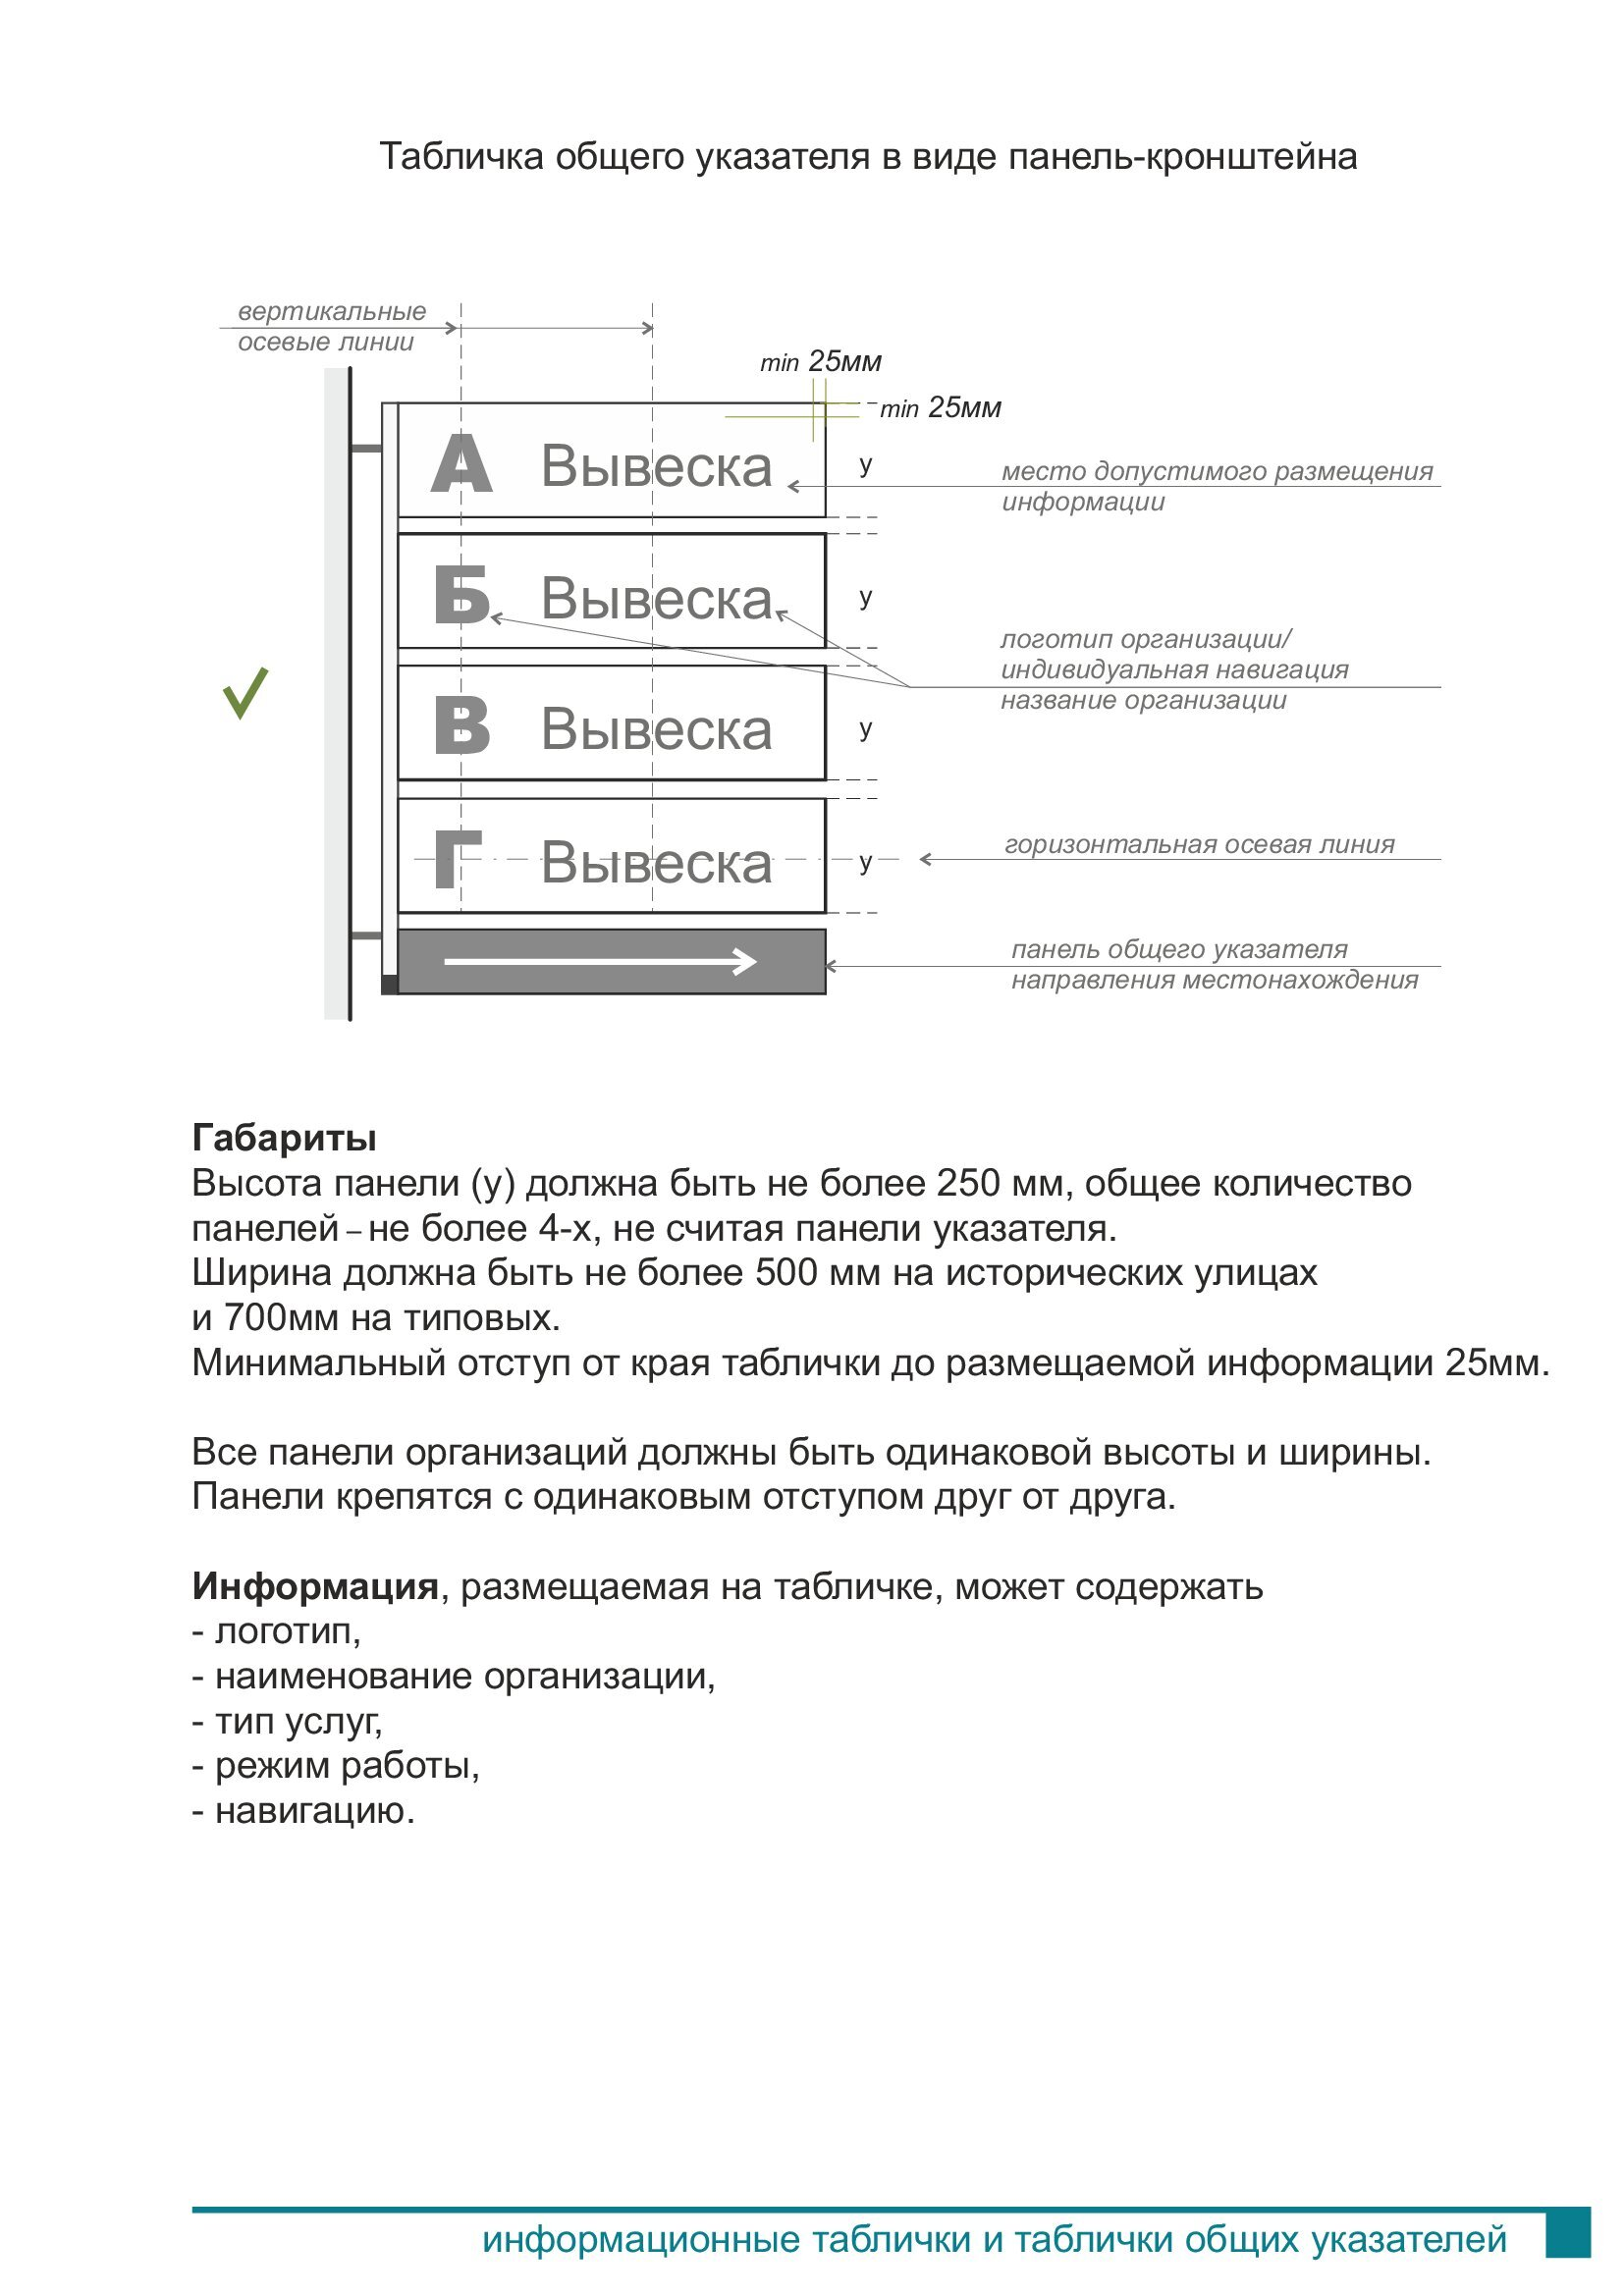 Табличка общего указателя в виде панель-кронштейна
вертикальные
осевые линии
min 25мм
min 25мм
А Вывеска y
место допустимого размещения
информации
Б Вывеска y
логотип организации/
индивидуальная навигация
название организации
В Вывеска y
Г Вывеска y
горизонтальная осевая линия
панель общего указателя
направления местонахождения
Габариты
Высота панели (y) должна быть не более 250 мм, общее количество
панелей – не более 4-х, не считая панели указателя.
Ширина должна быть не более 500 мм на исторических улицах
и 700мм на типовых.
Минимальный отступ от края таблички до размещаемой информации 25мм.
Все панели организаций должны быть одинаковой высоты и ширины.
Панели крепятся с одинаковым отступом друг от друга.
Информация, размещаемая на табличке, может содержать
- логотип,
- наименование организации,
- тип услуг,
- режим работы,
- навигацию.
информационные таблички и таблички общих указателей